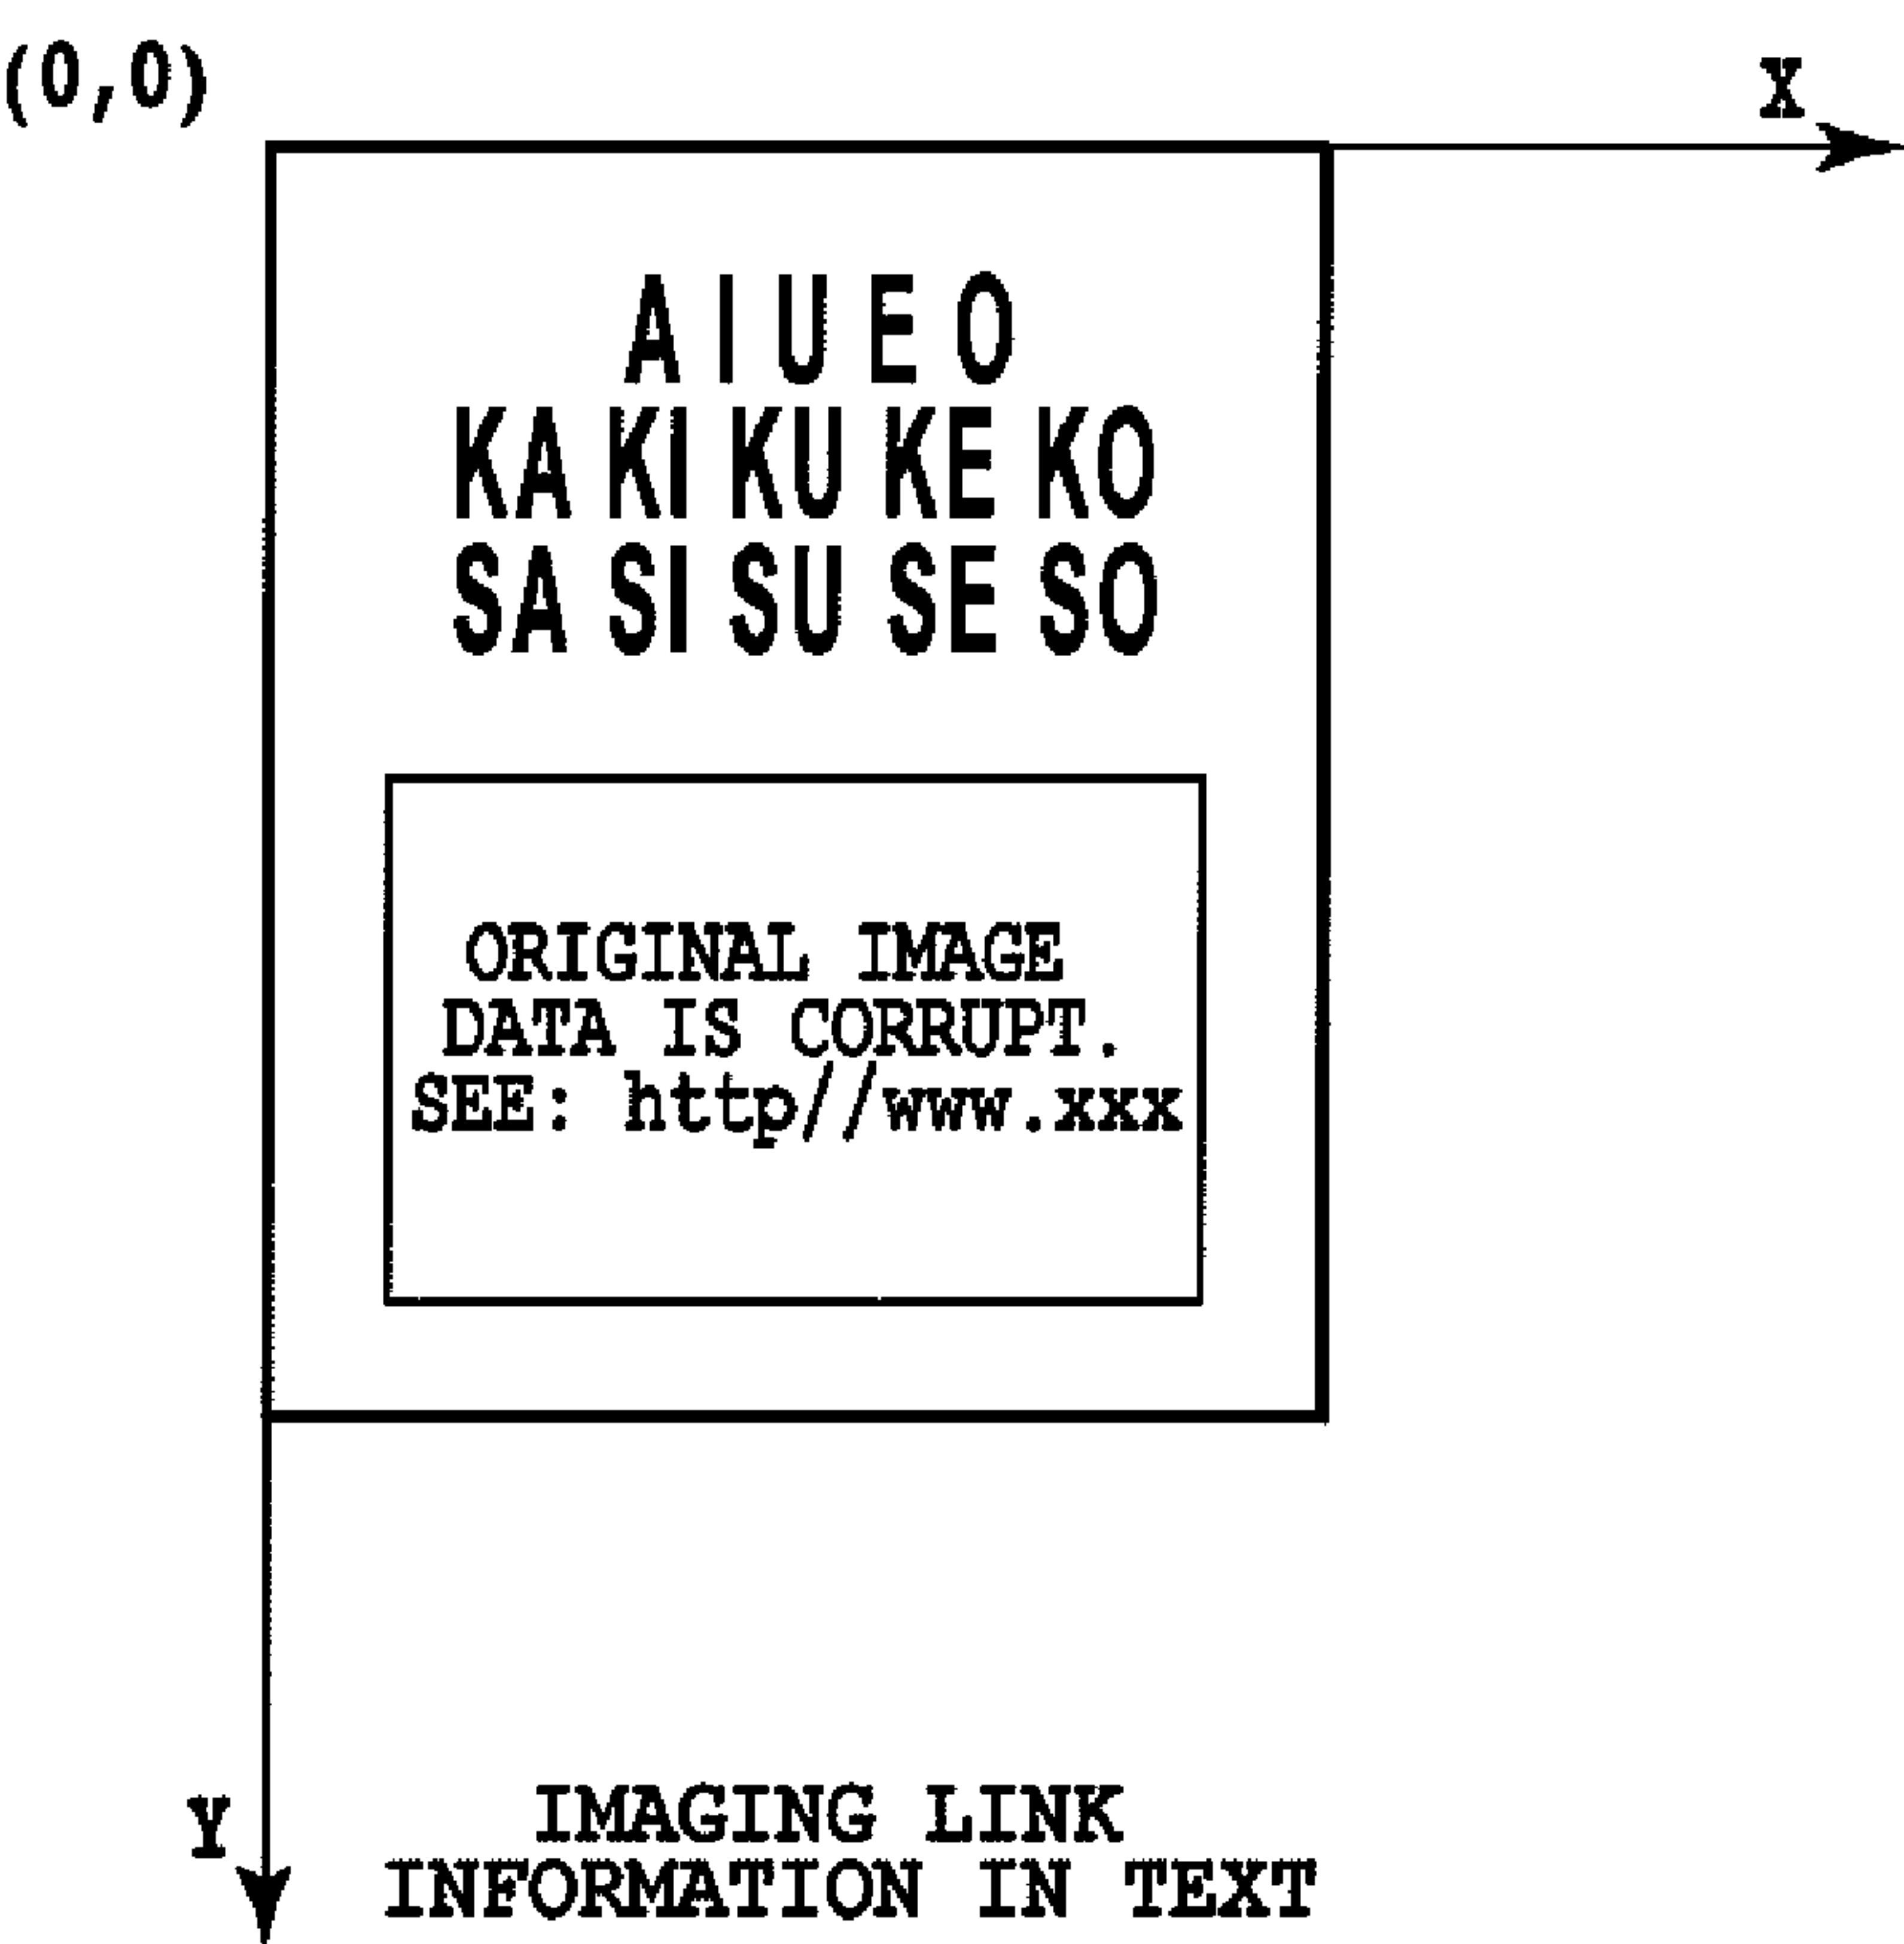 (0,0)
X
A I U E O
KA KI KU KE KO
SA SI SU SE SO
ORIGINAL IMAGE
DATA IS CORRUPT.
SEE: http//www.xxx
Y
IMAGING LINK
INFORMATION IN TEXT